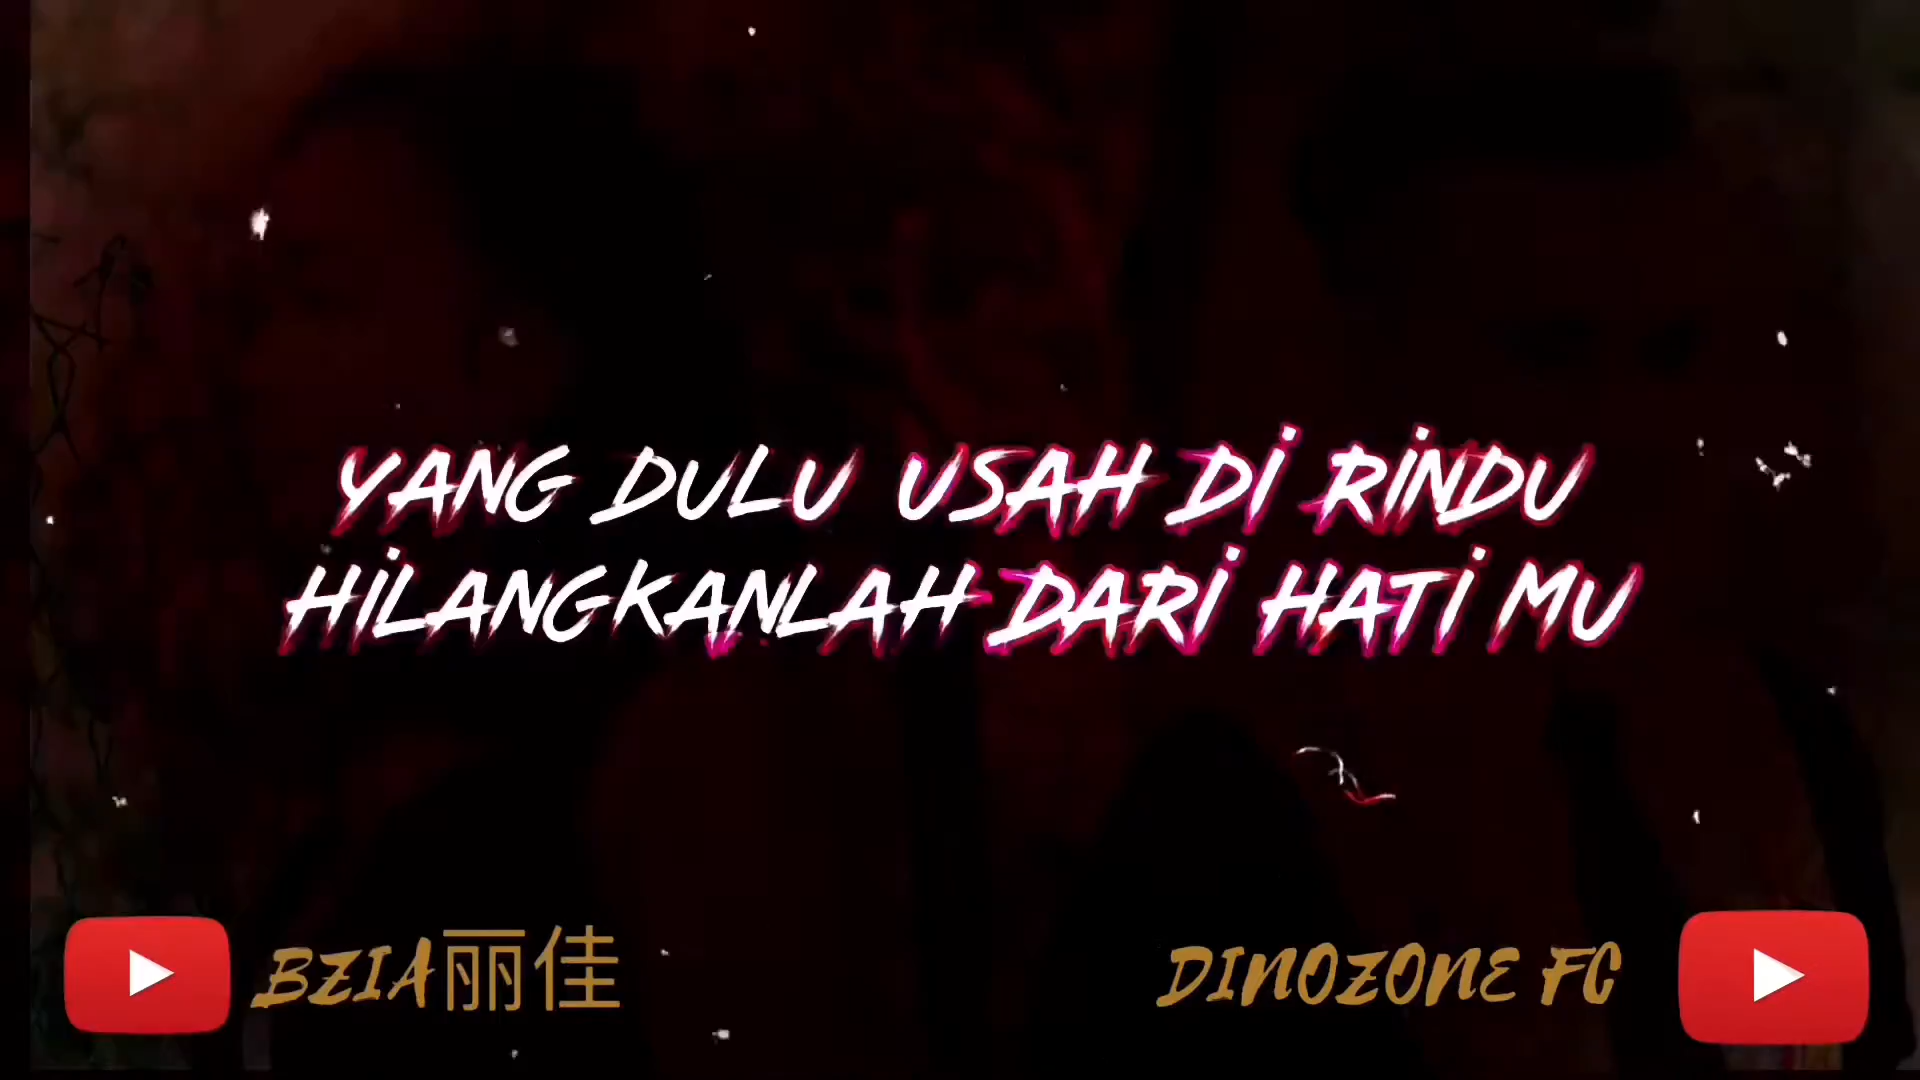 YANG DULU USAH DI RINDU
HILANGKANLAH DARI HATI MU
BZIA丽佳
DINOZONE FC